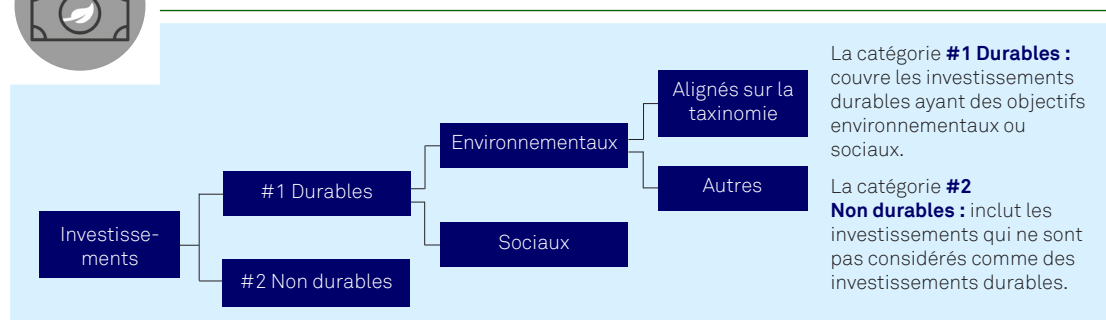 Investisse-
ments
#1 Durables
#2 Non durables
Environnementaux
Sociaux
Alignés sur la
taxinomie
Autres
La catégorie #1 Durables :
couvre les investissements
durables ayant des objectifs
environnementaux ou
sociaux.
La catégorie #2
Non durables : inclut les
investissements qui ne sont
pas considérés comme des
investissements durables.